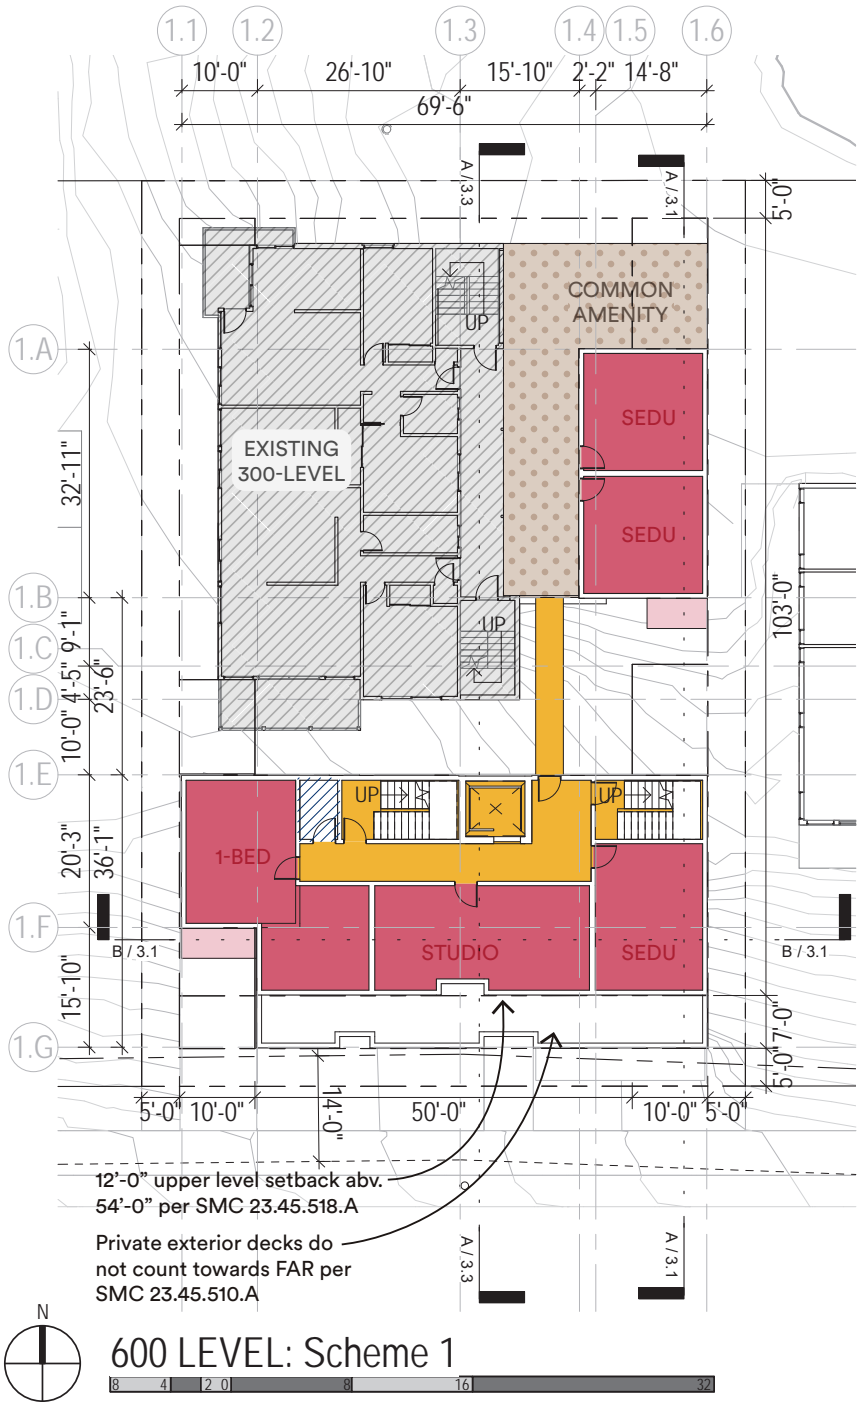 1.1
1.2
1.3
1.4
1.5
1.6
10'-0"
26'-10"
15'-10"
2'-2"
14'-8"
69'-6"
A / 3.3
A / 3.1
5'-0"
COMMON
AMENITY
UP
1.A
SEDU
EXISTING
300-LEVEL
32'-11"
SEDU
1.B
103'-0"
UP
9'-1"
1.C
4'-5"
23'-6"
1.D
10'-0"
1.E
UP
UP
20'-3"
36'-1"
1-BED
1.F
B / 3.1
STUDIO
SEDU
B / 3.1
15'-10"
7'-0"
1.G
5'-0"
5'-0"
10'-0"
14'-0"
50'-0"
10'-0"
5'-0"
12'-0" upper level setback abv.
54'-0" per SMC 23.45.518.A
Private exterior decks do
not count towards FAR per
SMC 23.45.510.A
A / 3.3
A / 3.1
N
600 LEVEL: Scheme 1
8 4 2 0 8 16 32